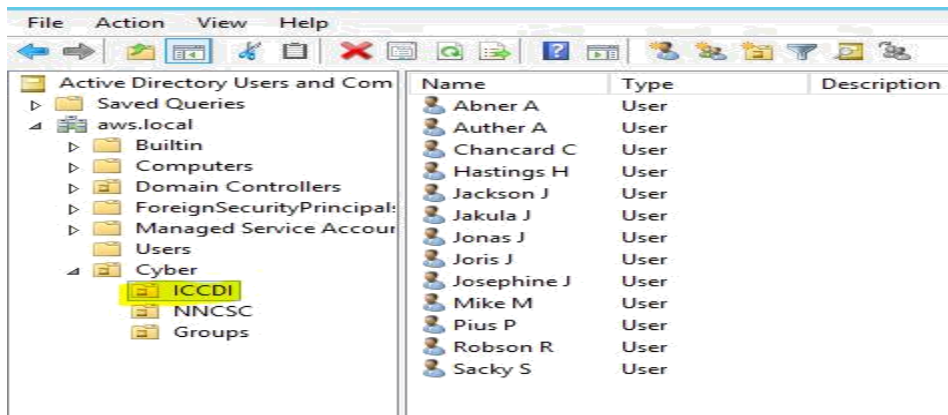 File Action View Help
Active Directory Users and Com
Saved Queries
aws.local
Builtin
Computers
Domain Controllers
ForeignSecurityPrincipals
Managed Service Accour
Users
Cyber
ICCDI
NNCSC
Groups
Name Type Description
Abner A User
Auther A User
Chancard C User
Hastings H User
Jackson J User
Jakula J User
Jonas J User
Joris J User
Josephine J User
Mike M User
Pius P User
Robson R User
Sacky S User